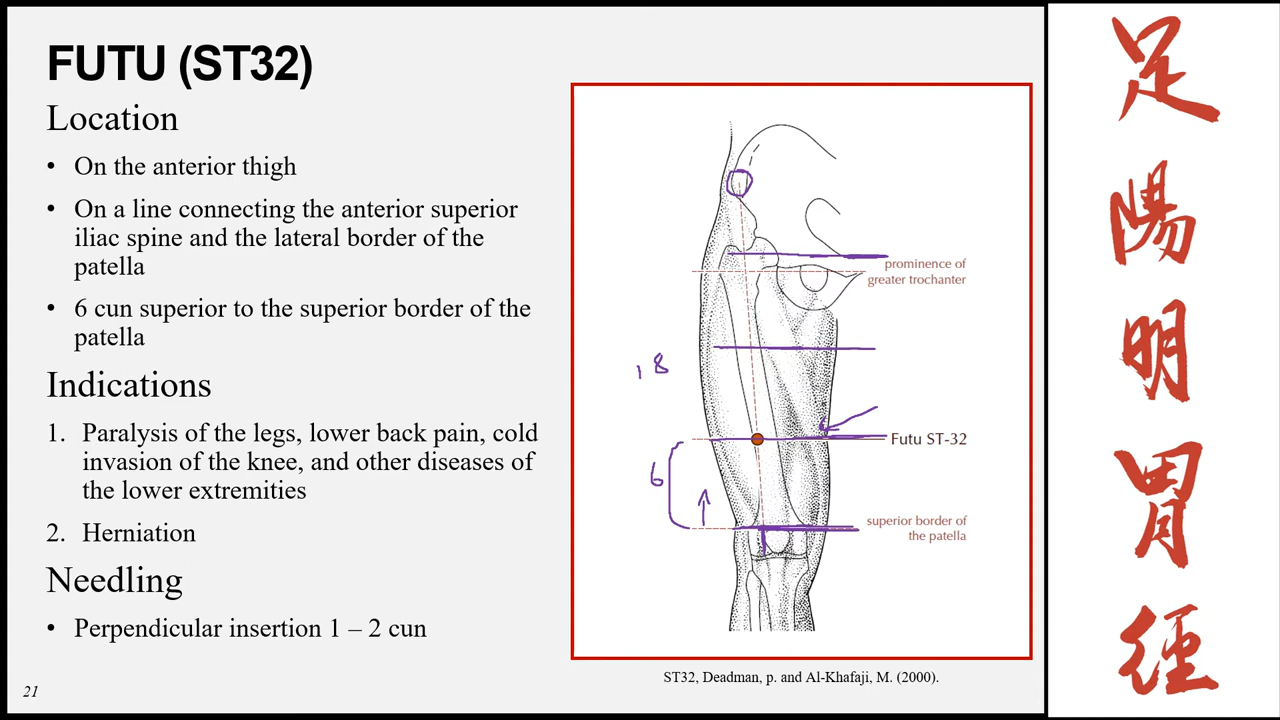 FUTU (ST32)
Location
• On the anterior thigh
• On a line connecting the anterior superior
iliac spine and the lateral border of the
patella
• 6 cun superior to the superior border of the
patella
Indications
1. Paralysis of the legs, lower back pain, cold
invasion of the knee, and other diseases of
the lower extremities
2. Herniation
Needling
• Perpendicular insertion 1 – 2 cun
21
prominence of
greater trochanter
18
Futu ST-32
6
superior border of
the patella
ST32, Deadman, p. and Al-Khafaji, M. (2000).
足
陽
明
胃
徑